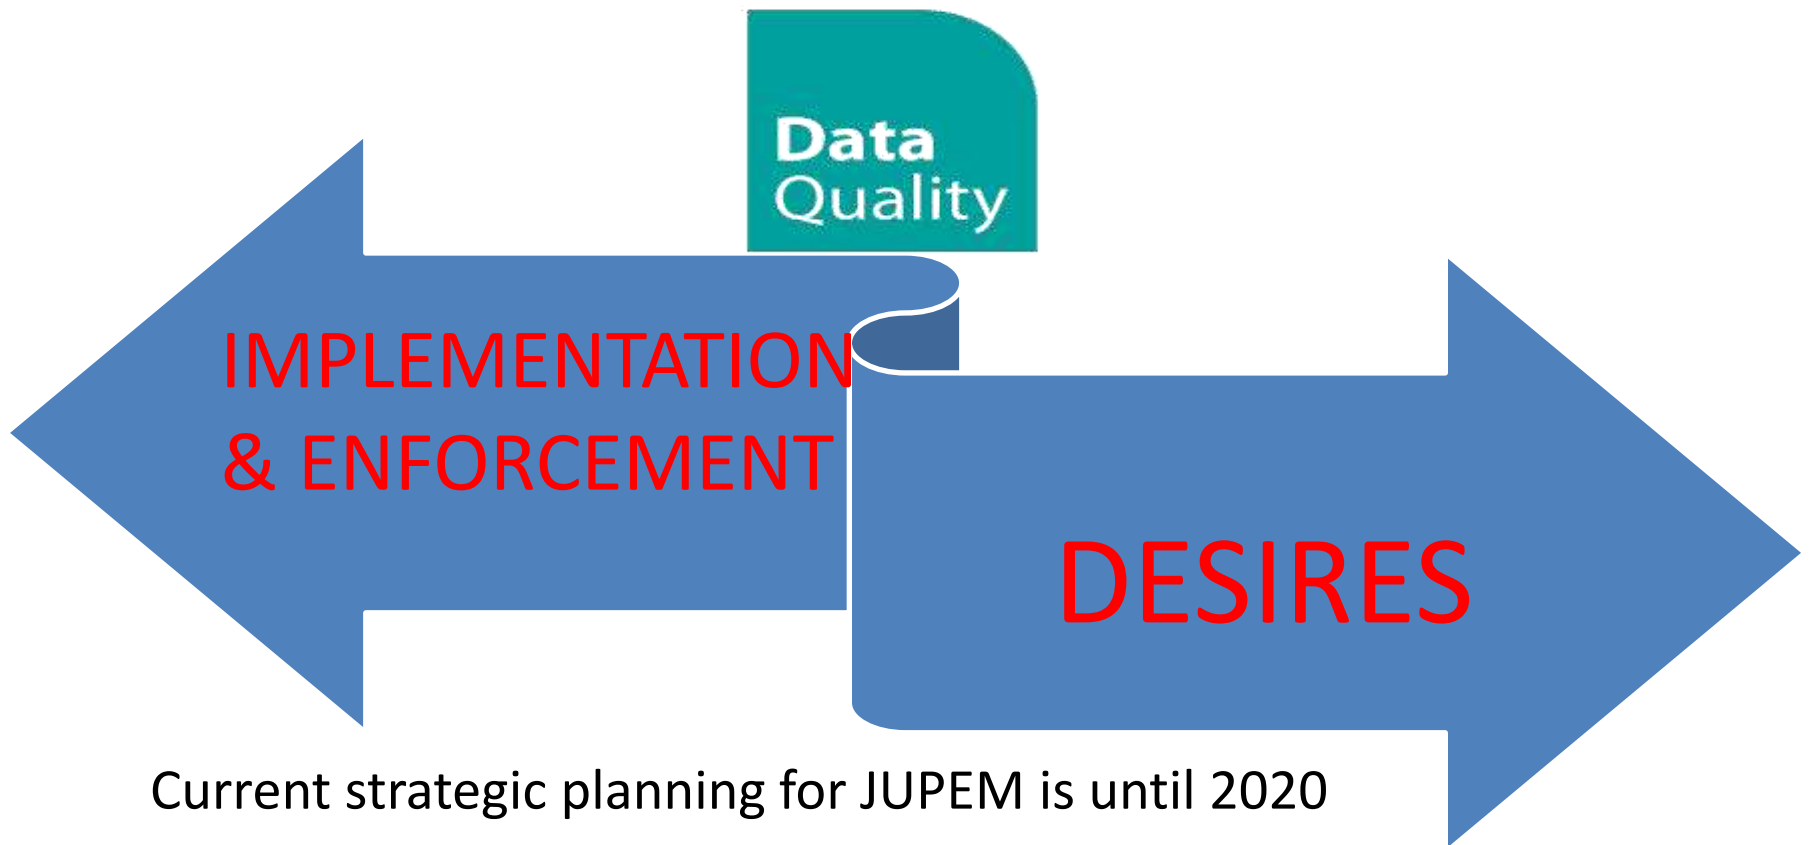 Data
Quality
IMPLEMENTATION
& ENFORCEMENT
DESIRES
Current strategic planning for JUPEM is until 2020